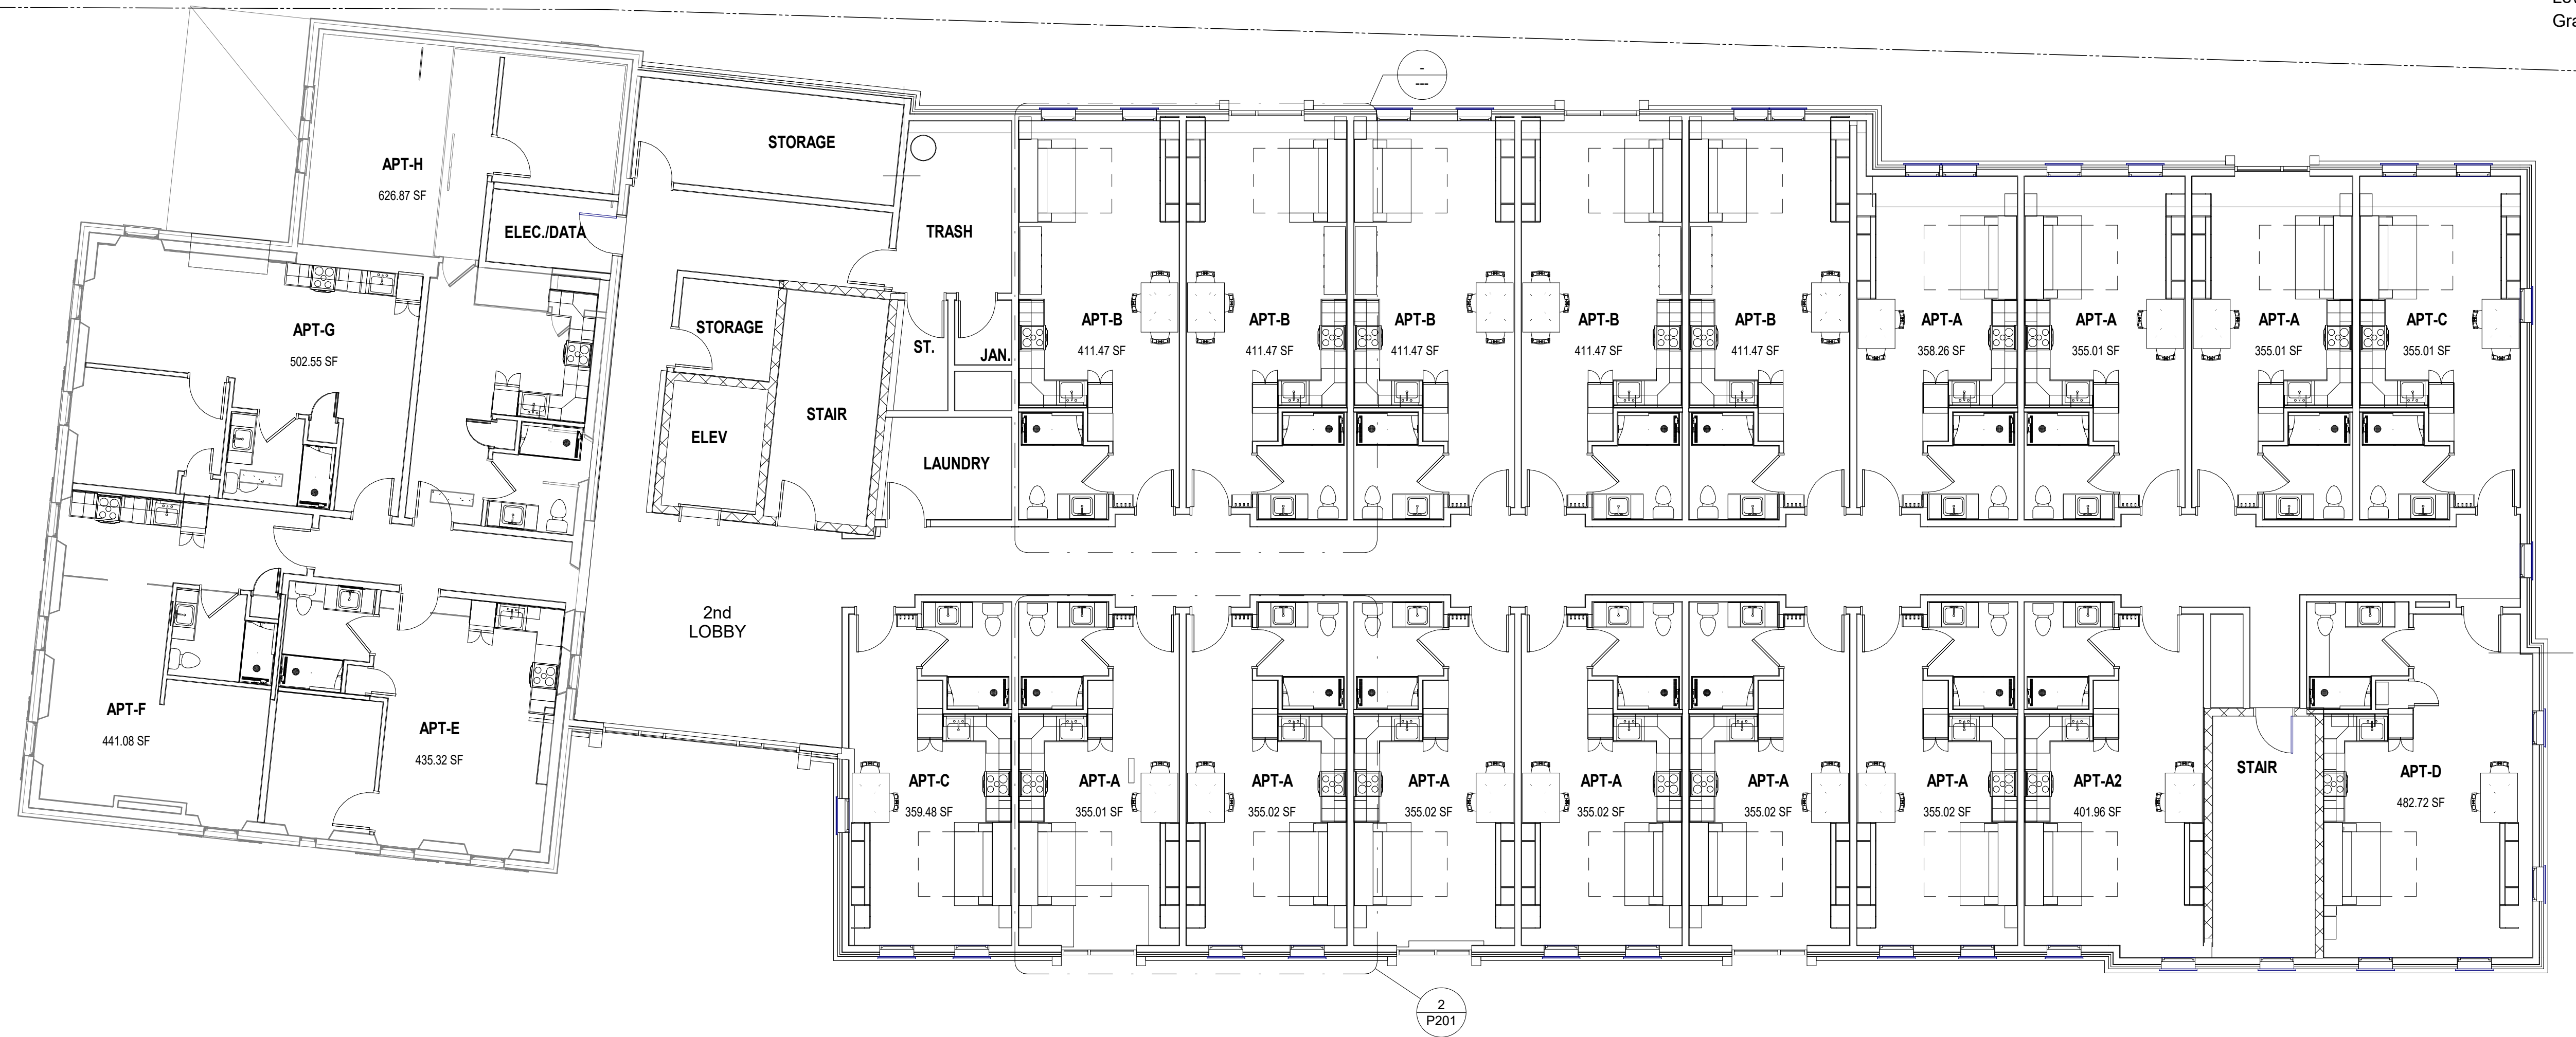 Gra
-
---
STORAGE
APT-H
626.87 SF
ELEC./DATA
TRASH
APT-G
502.55 SF
STORAGE
ST.
JAN.
ELEV
STAIR
LAUNDRY
APT-B
411.47 SF
APT-B
411.47 SF
APT-B
411.47 SF
APT-B
411.47 SF
APT-B
411.47 SF
APT-A
358.26 SF
APT-A
355.01 SF
APT-A
355.01 SF
APT-C
355.01 SF
2nd
LOBBY
APT-F
441.08 SF
APT-E
435.32 SF
APT-C
359.48 SF
APT-A
355.01 SF
APT-A
355.02 SF
APT-A
355.02 SF
APT-A
355.02 SF
APT-A
355.02 SF
APT-A
355.02 SF
APT-A2
401.96 SF
STAIR
APT-D
482.72 SF
2
P201